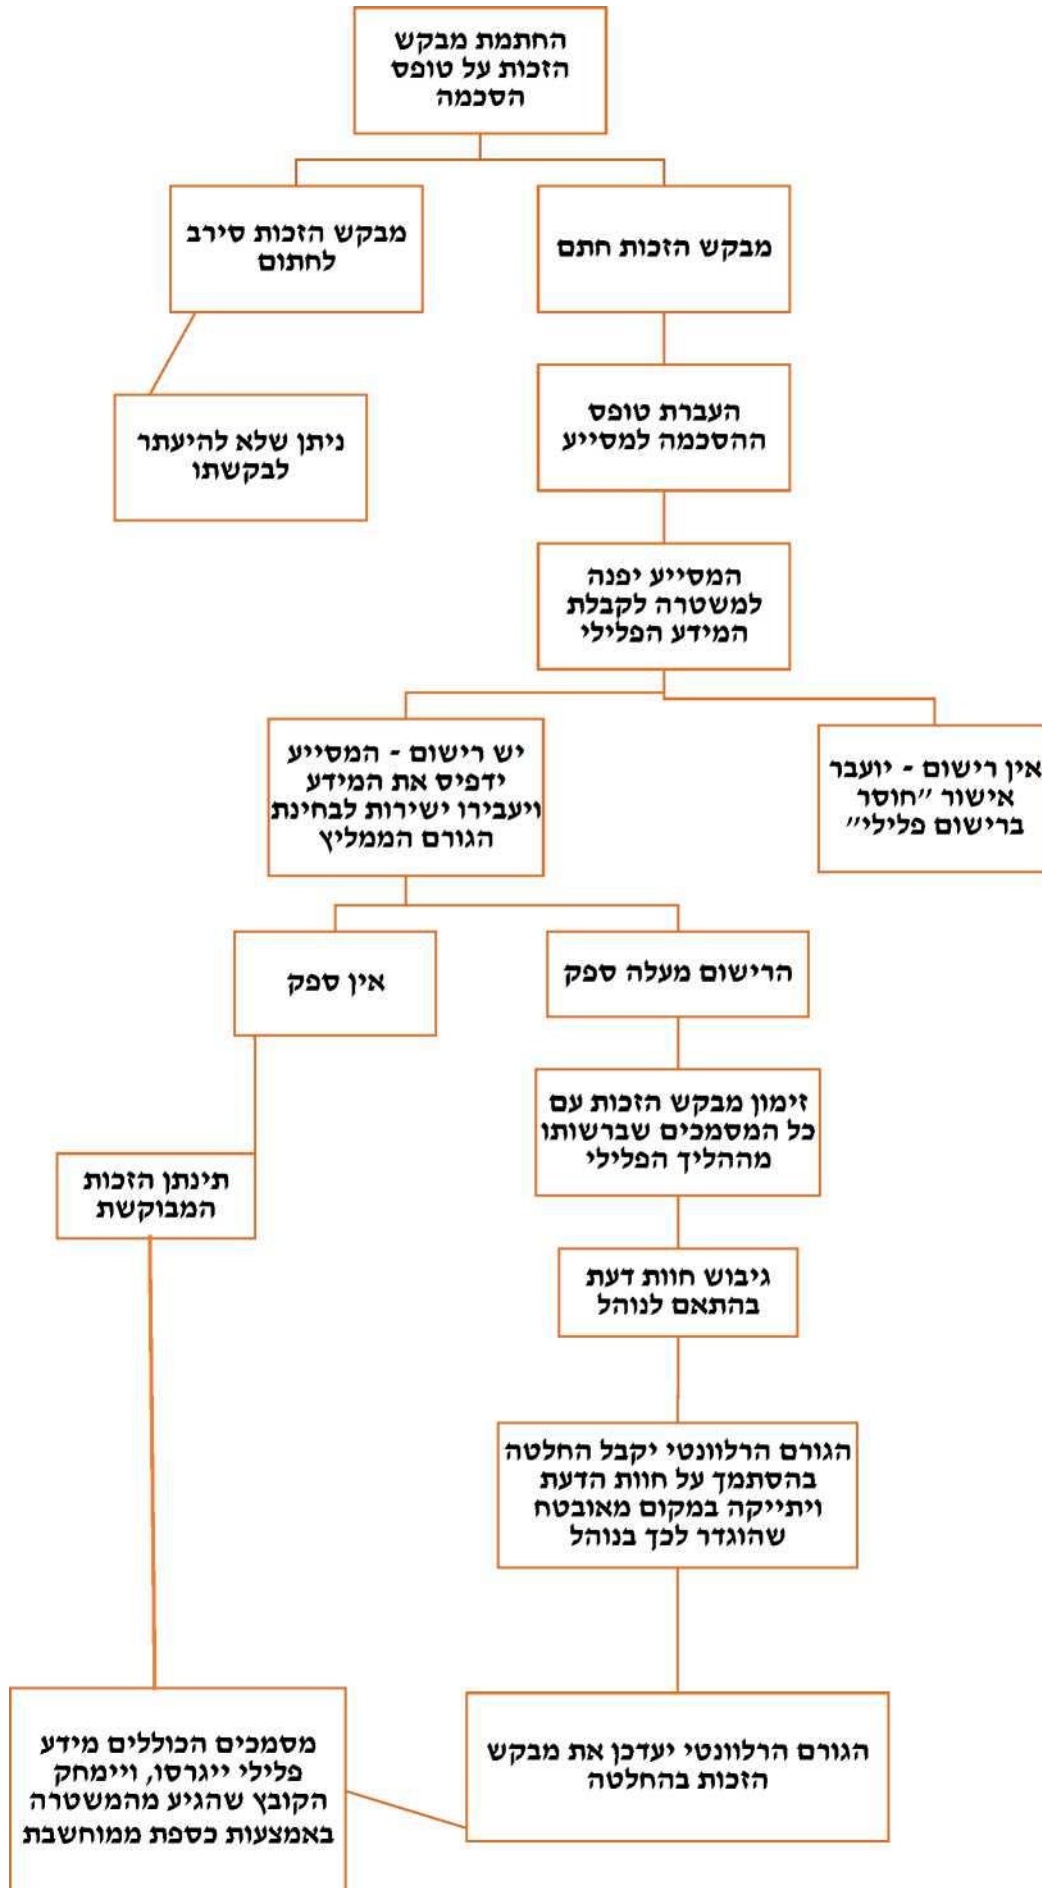 החתמת מבקש
הזכות על טופס
הסכמה
מבקש הזכות חתם
מבקש הזכות סירב
לחתום
העברת טופס
ההסכמה למסייע
ניתן שלא להיעתר
לבקשתו
המסייע יפנה
למשטרה לקבלת
המידע הפלילי
אין רישום - יועבר
אישור "חוסר
ברישום פלילי"
יש רישום - המסייע
ידפיס את המידע
ויעבירו ישירות לבחינת
הגורם הממליץ
הרישום מעלה ספק
אין ספק
זימון מבקש הזכות עם
כל המסמכים שברשותו
מההליך הפלילי
תינתן הזכות
המבוקשת
גיבוש חוות דעת
בהתאם לנוהל
הגורם הרלוונטי יקבל החלטה
בהסתמך על חוות הדעת
ויתייקה במקום מאובטח
שהוגדר לכך בנוהל
הגורם הרלוונטי יעדכן את מבקש
הזכות בהחלטה
מסמכים הכוללים מידע
פלילי ייגרסו, ויימחק
הקובץ שהגיע מהמשטרה
באמצעות כספת ממוחשבת